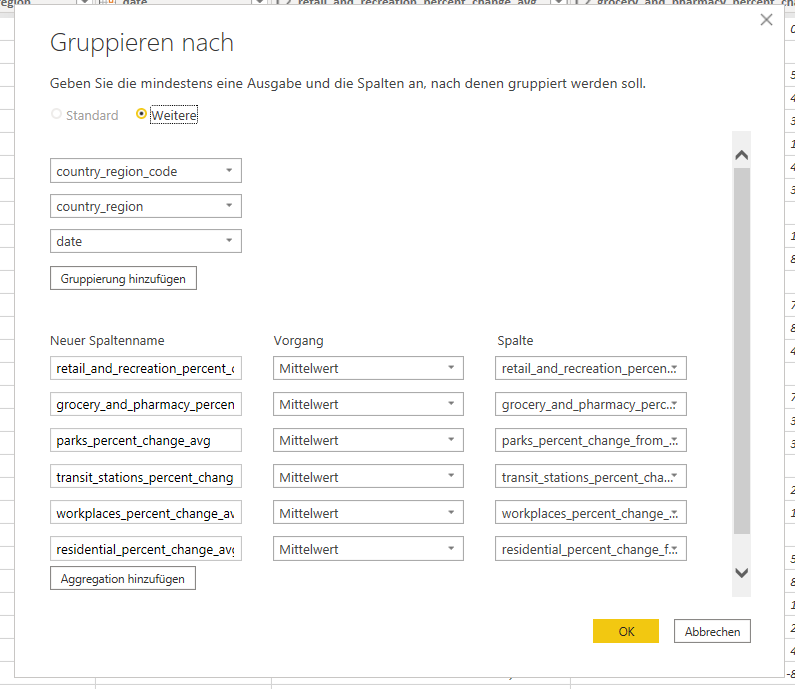 date
retail_and_recreation_percent_change_avg
Gruppieren nach
Geben Sie die mindestens eine Ausgabe und die Spalten an, nach denen gruppiert werden soll.
Standard Weitere
country_region_code
country_region
date
Gruppierung hinzufügen
Neuer Spaltenname Vorgang Spalte
retail_and_recreation_percent_c Mittelwert retail_and_recreation_percen...
grocery_and_pharmacy_percen Mittelwert grocery_and_pharmacy_perc...
parks_percent_change_avg Mittelwert parks_percent_change_from_...
transit_stations_percent_chang Mittelwert transit_stations_percent_cha...
workplaces_percent_change_av Mittelwert workplaces_percent_change_...
residential_percent_change_avg Mittelwert residential_percent_change_f...
Aggregation hinzufügen
OK Abbrechen